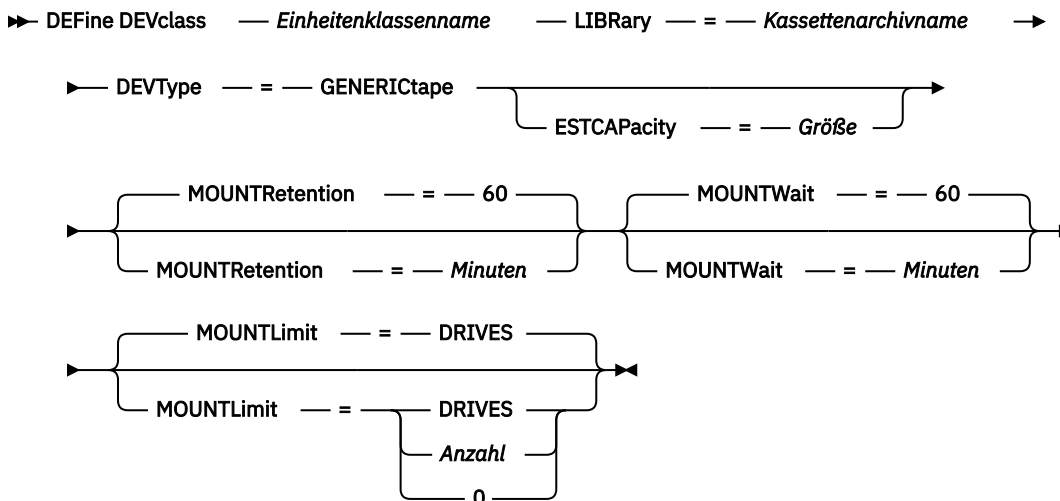 DEFine DEVclass Einheitenklassenname LIBRary = Kassettenarchivname
DEVType = GENERICtape
ESTCAPacity = Größe
MOUNTRetention = 60 MOUNTWait = 60
MOUNTRetention = Minuten MOUNTWait = Minuten
MOUNTLimit = DRIVES
MOUNTLimit = DRIVES
Anzahl
0